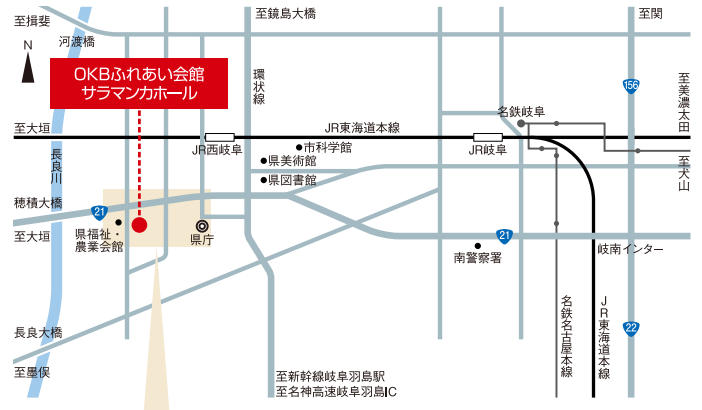 至揖斐
至鏡島大橋
至関
河渡橋
N
OKBふれあい会館
サラマンカホール
環状線
156
至美濃太田
名鉄岐阜
至大垣
JR東海道本線
JR西岐阜
JR岐阜
市科学館
県美術館
県図書館
至犬山
長良川
穂積大橋
21
県福祉・
農業会館
県庁
至大垣
21
南警察署
岐南インター
長良大橋
名鉄名古屋本線
JR東海道本線
22
至墨俣
至新幹線岐阜羽島駅
至名神高速岐阜羽島IC